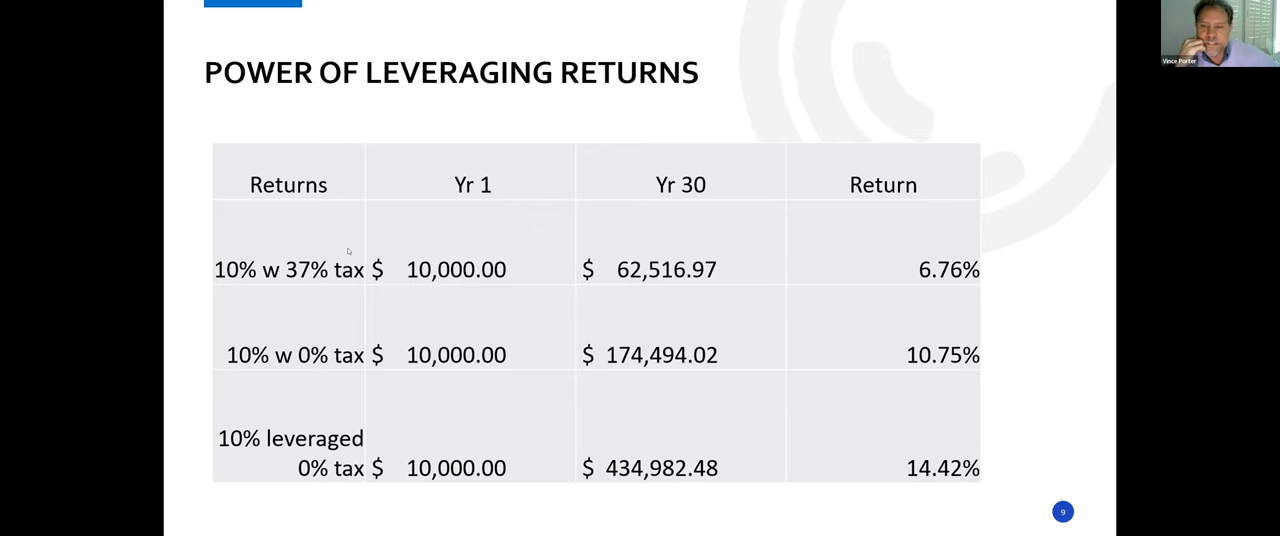 POWER OF LEVERAGING RETURNS
Vince Porter
Returns Yr 1 Yr 30 Return
10% w 37% tax $ 10,000.00 $ 62,516.97 6.76%
10% w 0% tax $ 10,000.00 $ 174,494.02 10.75%
10% leveraged
0% tax $ 10,000.00 $ 434,982.48 14.42%
9